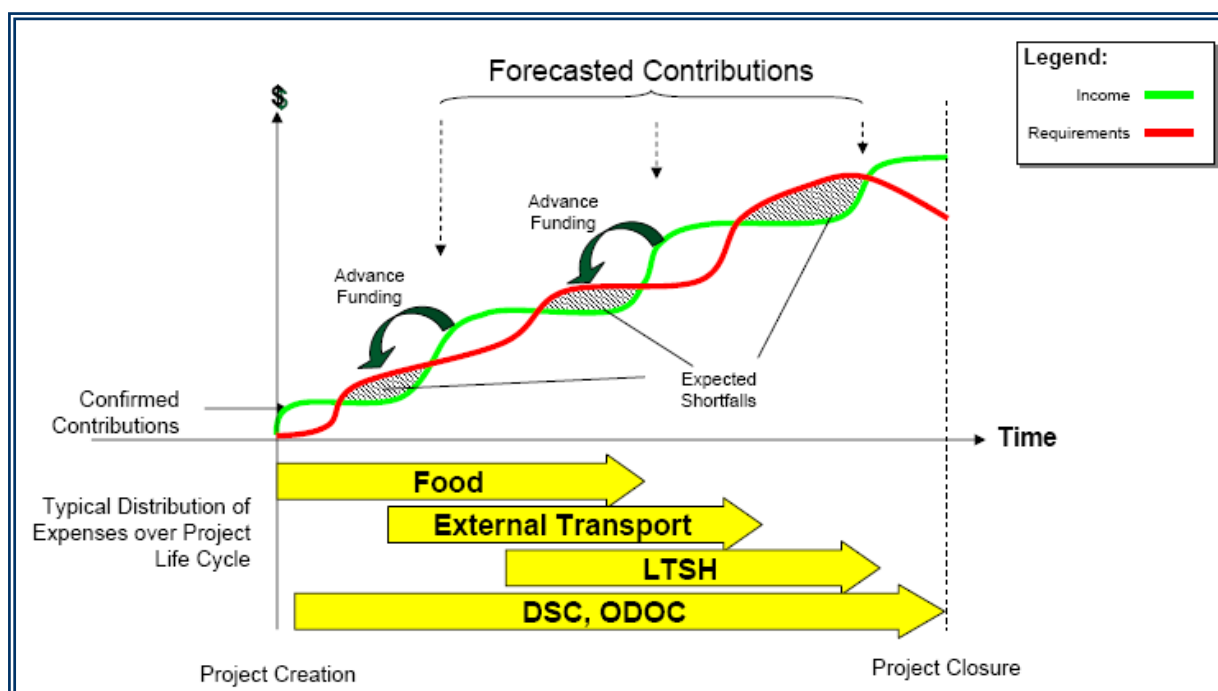 Forecasted Contributions
Legend:
Income
Requirements
$
Advance
Funding
Advance
Funding
Expected
Shortfalls
Confirmed
Contributions
Time
Typical Distribution of
Expenses over Project
Life Cycle
Food
External Transport
LTSH
DSC, ODOC
Project Creation
Project Closure